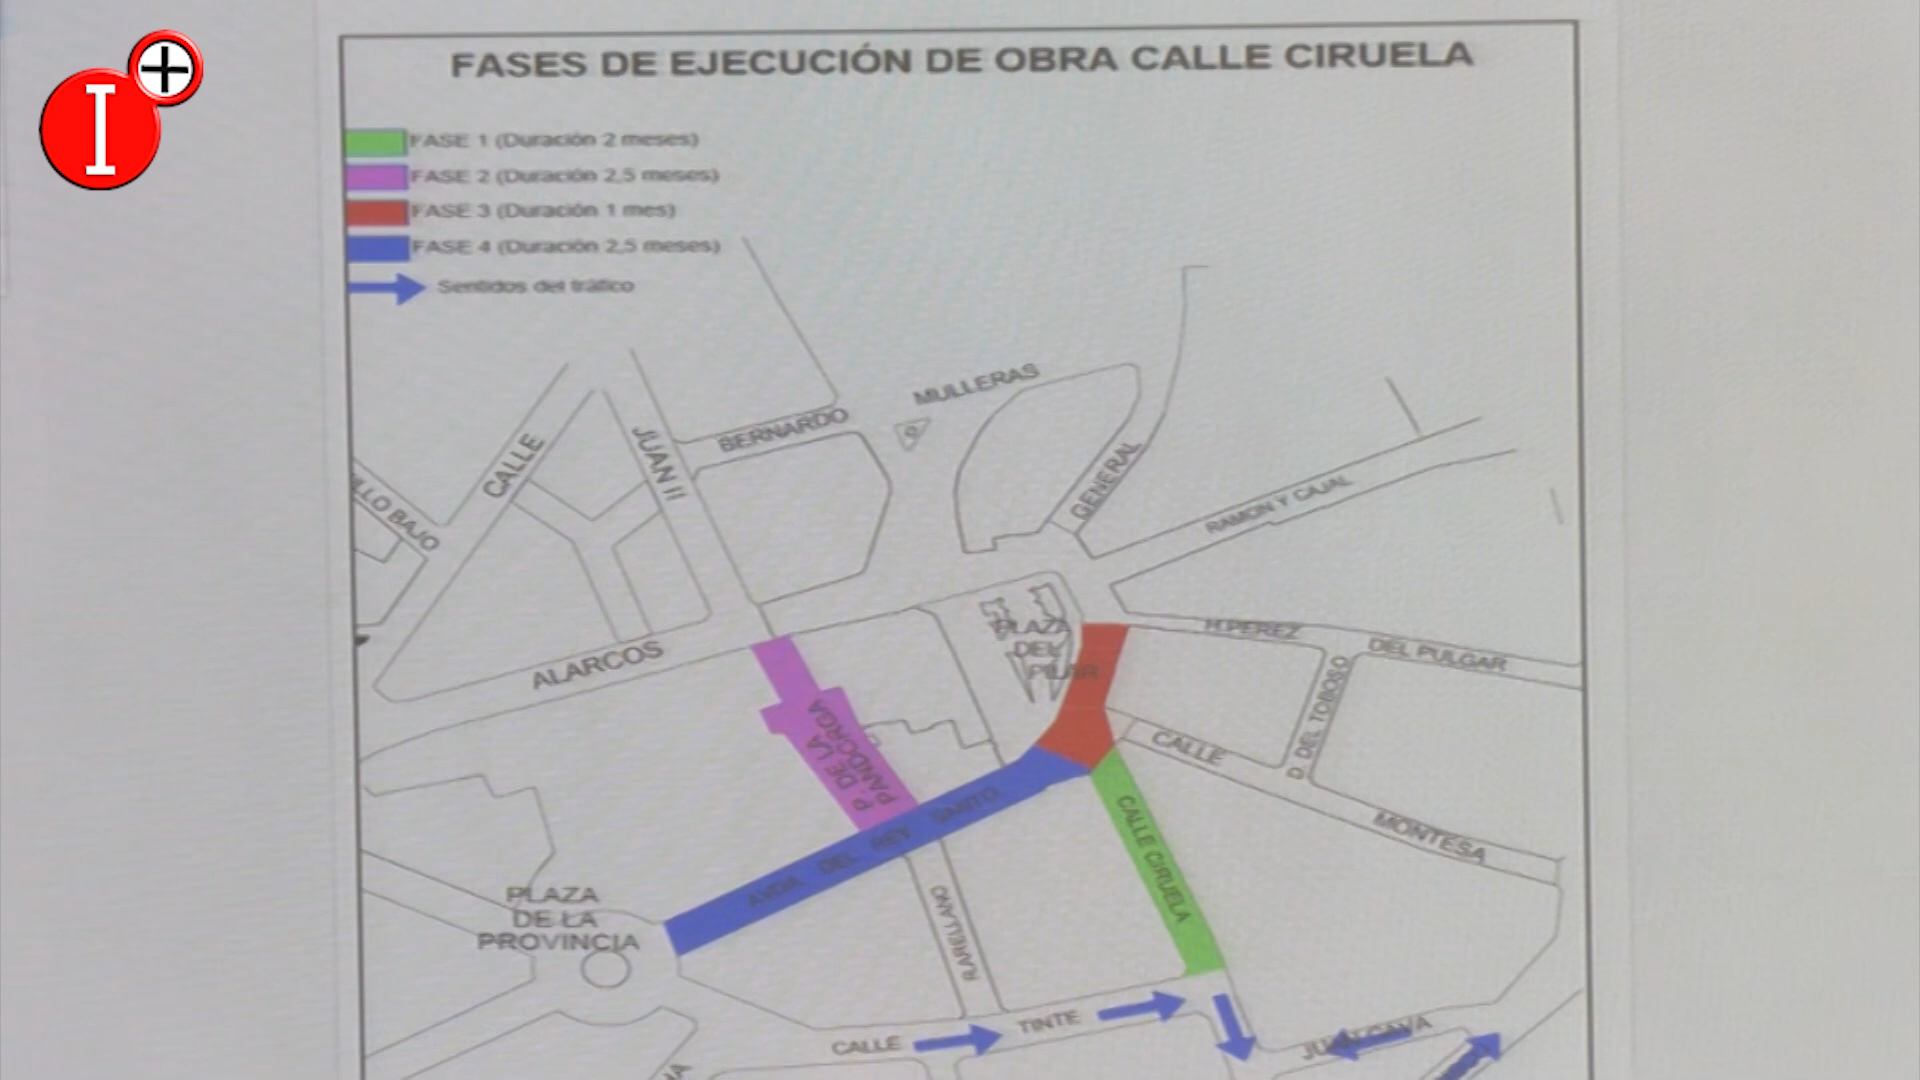 I
FASES DE EJECUCIÓN DE OBRA CALLE CIRUELA
FASE 1 (Duración 2 meses)
FASE 2 (Duración 2,5 meses)
FASE 3 (Duración 1 mes)
FASE 4 (Duración 2,5 meses)
Sentidos del tráfico
MULLERAS
BERNARDO
JUAN II
CALLE
GENERAL
BAJO
RAMON Y CAJAL
PLAZA
DEL
PILAR
H.PEREZ
DEL PULGAR
ALARCOS
D. DEL TOBOSO
P. DE LA
PANDORGA
CALLE
MONTESA
AVDA DEL REY SANTO
CALLE CIRUELA
PLAZA
DE LA
PROVINCIA
CALLE
TINTE